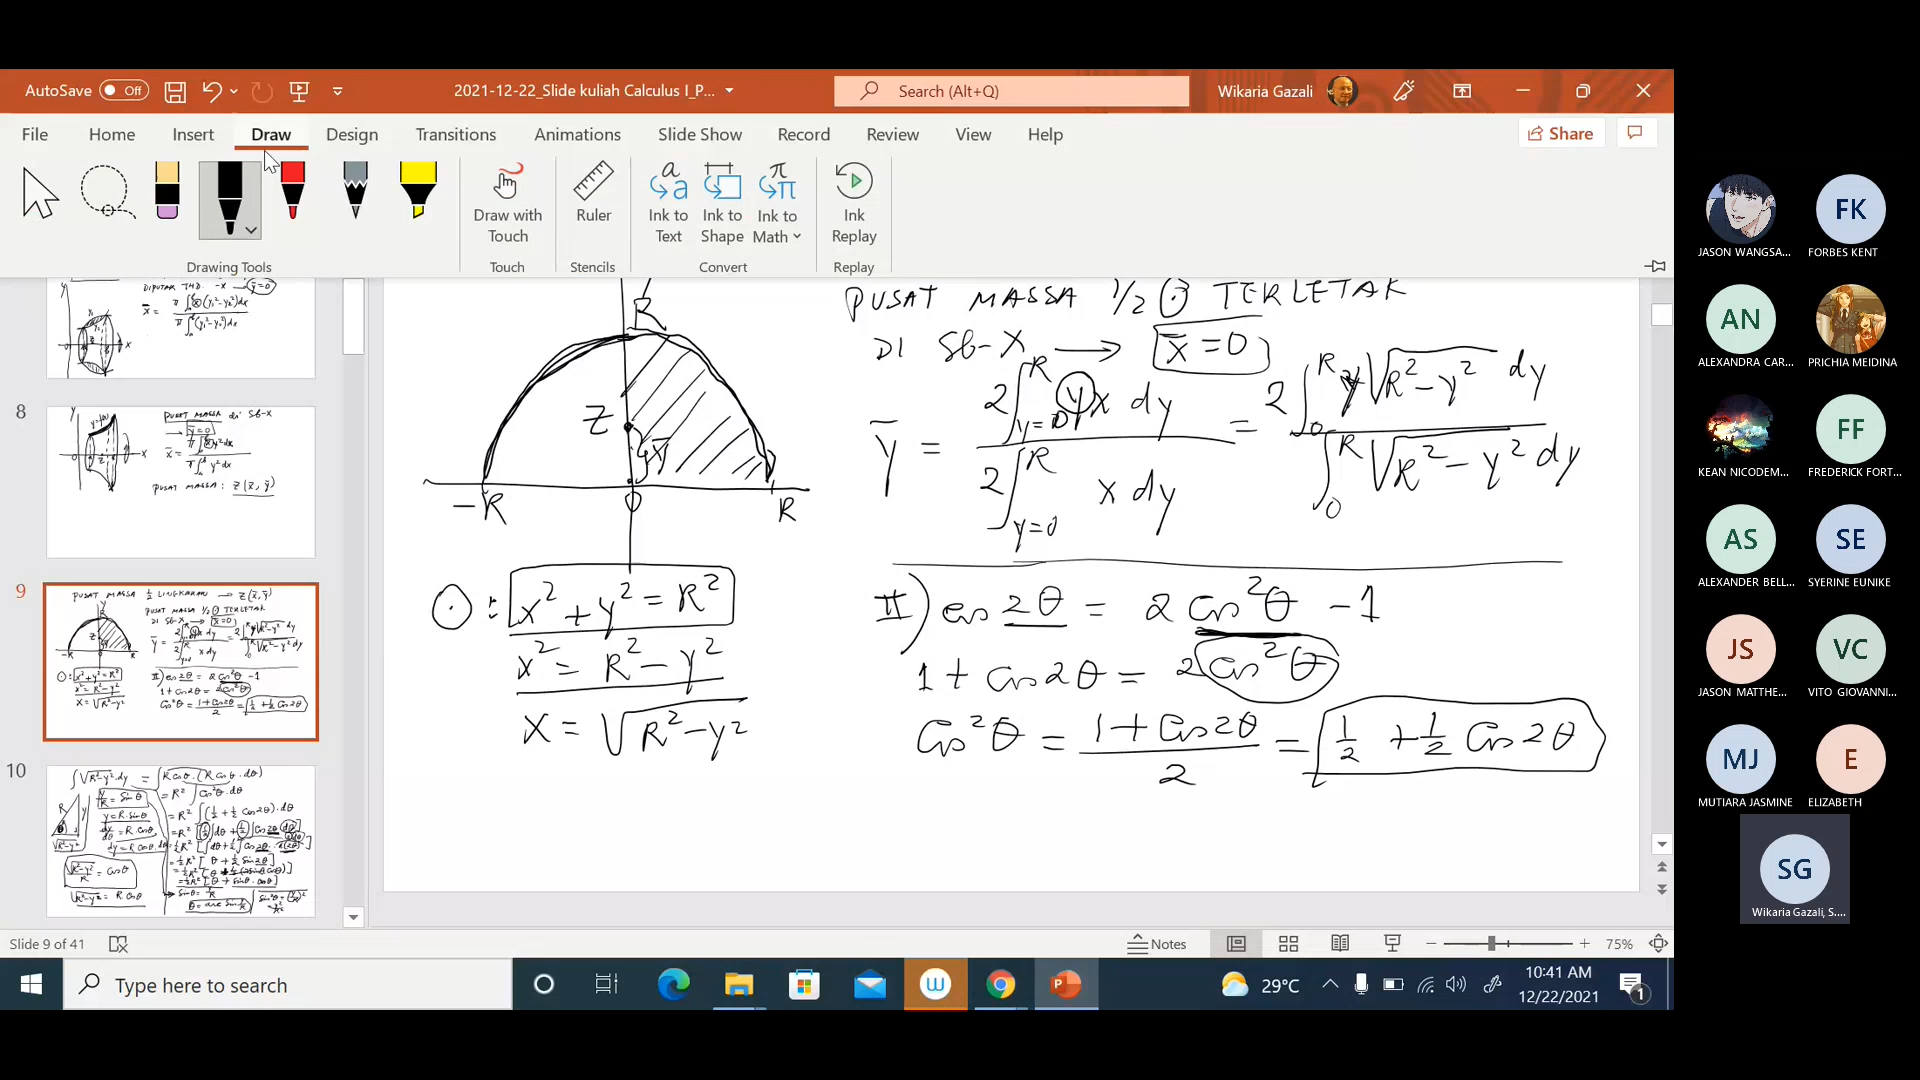 AutoSave Off
2021-12-22_Slide kuliah Calculus I_P...
Search (Alt+Q)
Wikaria Gazali
File Home Insert Draw Design Transitions Animations Slide Show Record Review View Help
Share
Draw with Touch
Ruler
Ink to Text
Ink to Shape
Ink to Math
Ink Replay
Drawing Tools
Touch
Stencils
Convert
Replay
8
PUSAT MASSA di Sb-X
PUSAT MASSA : Z(x̄, ȳ)
9
10
PUSAT MASSA 1/2 ⊙ TERLETAK
DI Sb-X → x̄ = 0
ȳ = 2∫_{y=0}^{R} yx dy / 2∫_{y=0}^{R} x dy = 2∫_0^R y√(R²-y²) dy / ∫_0^R √(R²-y²) dy
R
Z
ȳ
-R 0 R
⊙ : x² + y² = R²
x² = R² - y²
x = √(R²-y²)
II) Cos 2θ = 2 Cos²θ - 1
1 + Cos 2θ = 2 Cos²θ
Cos²θ = (1 + Cos 2θ)/2 = 1/2 + 1/2 Cos 2θ
JASON WANGSA...
FK
FORBES KENT
AN
ALEXANDRA CAR...
PRICHIA MEIDINA
KEAN NICODEM...
FF
FREDERICK FORT...
AS
ALEXANDER BELL...
SE
SYERINE EUNIKE
JS
JASON MATTHE...
VC
VITO GIOVANNI...
MJ
MUTIARA JASMINE
E
ELIZABETH
SG
Wikaria Gazali, S....
Slide 9 of 41
Notes
75%
Type here to search
29°C
10:41 AM
12/22/2021
1